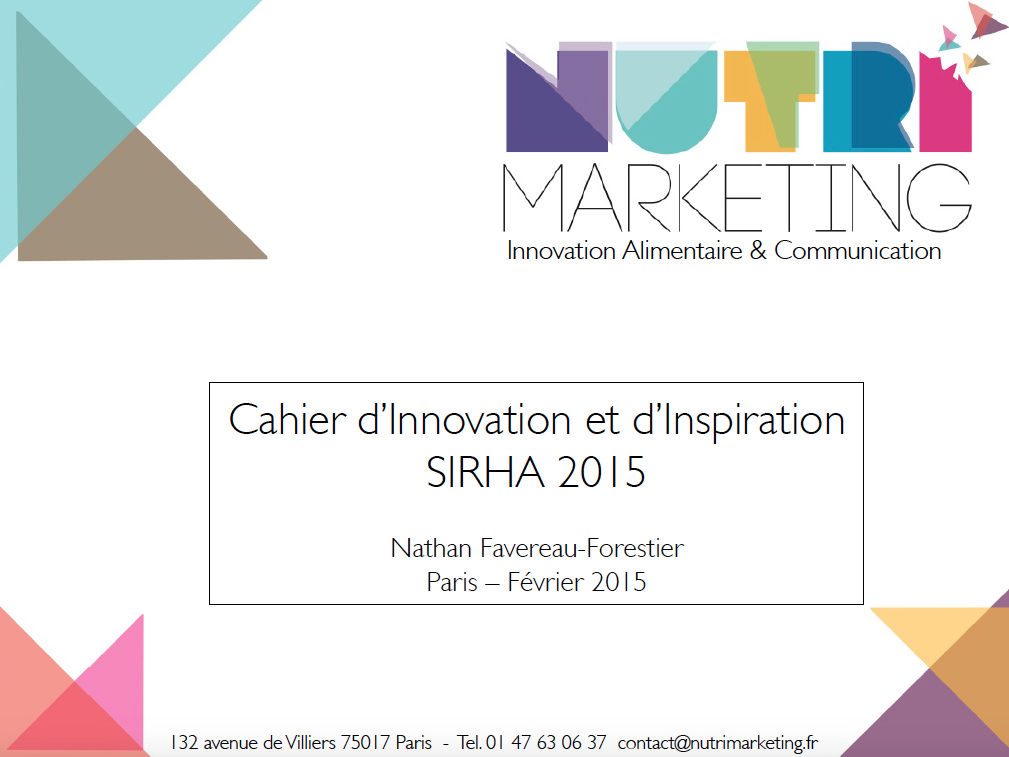 NUTRI
MARKETING
Innovation Alimentaire & Communication
Cahier d’Innovation et d’Inspiration
SIRHA 2015
Nathan Favereau-Forestier
Paris – Février 2015
132 avenue de Villiers 75017 Paris - Tel. 01 47 63 06 37 contact@nutrimarketing.fr